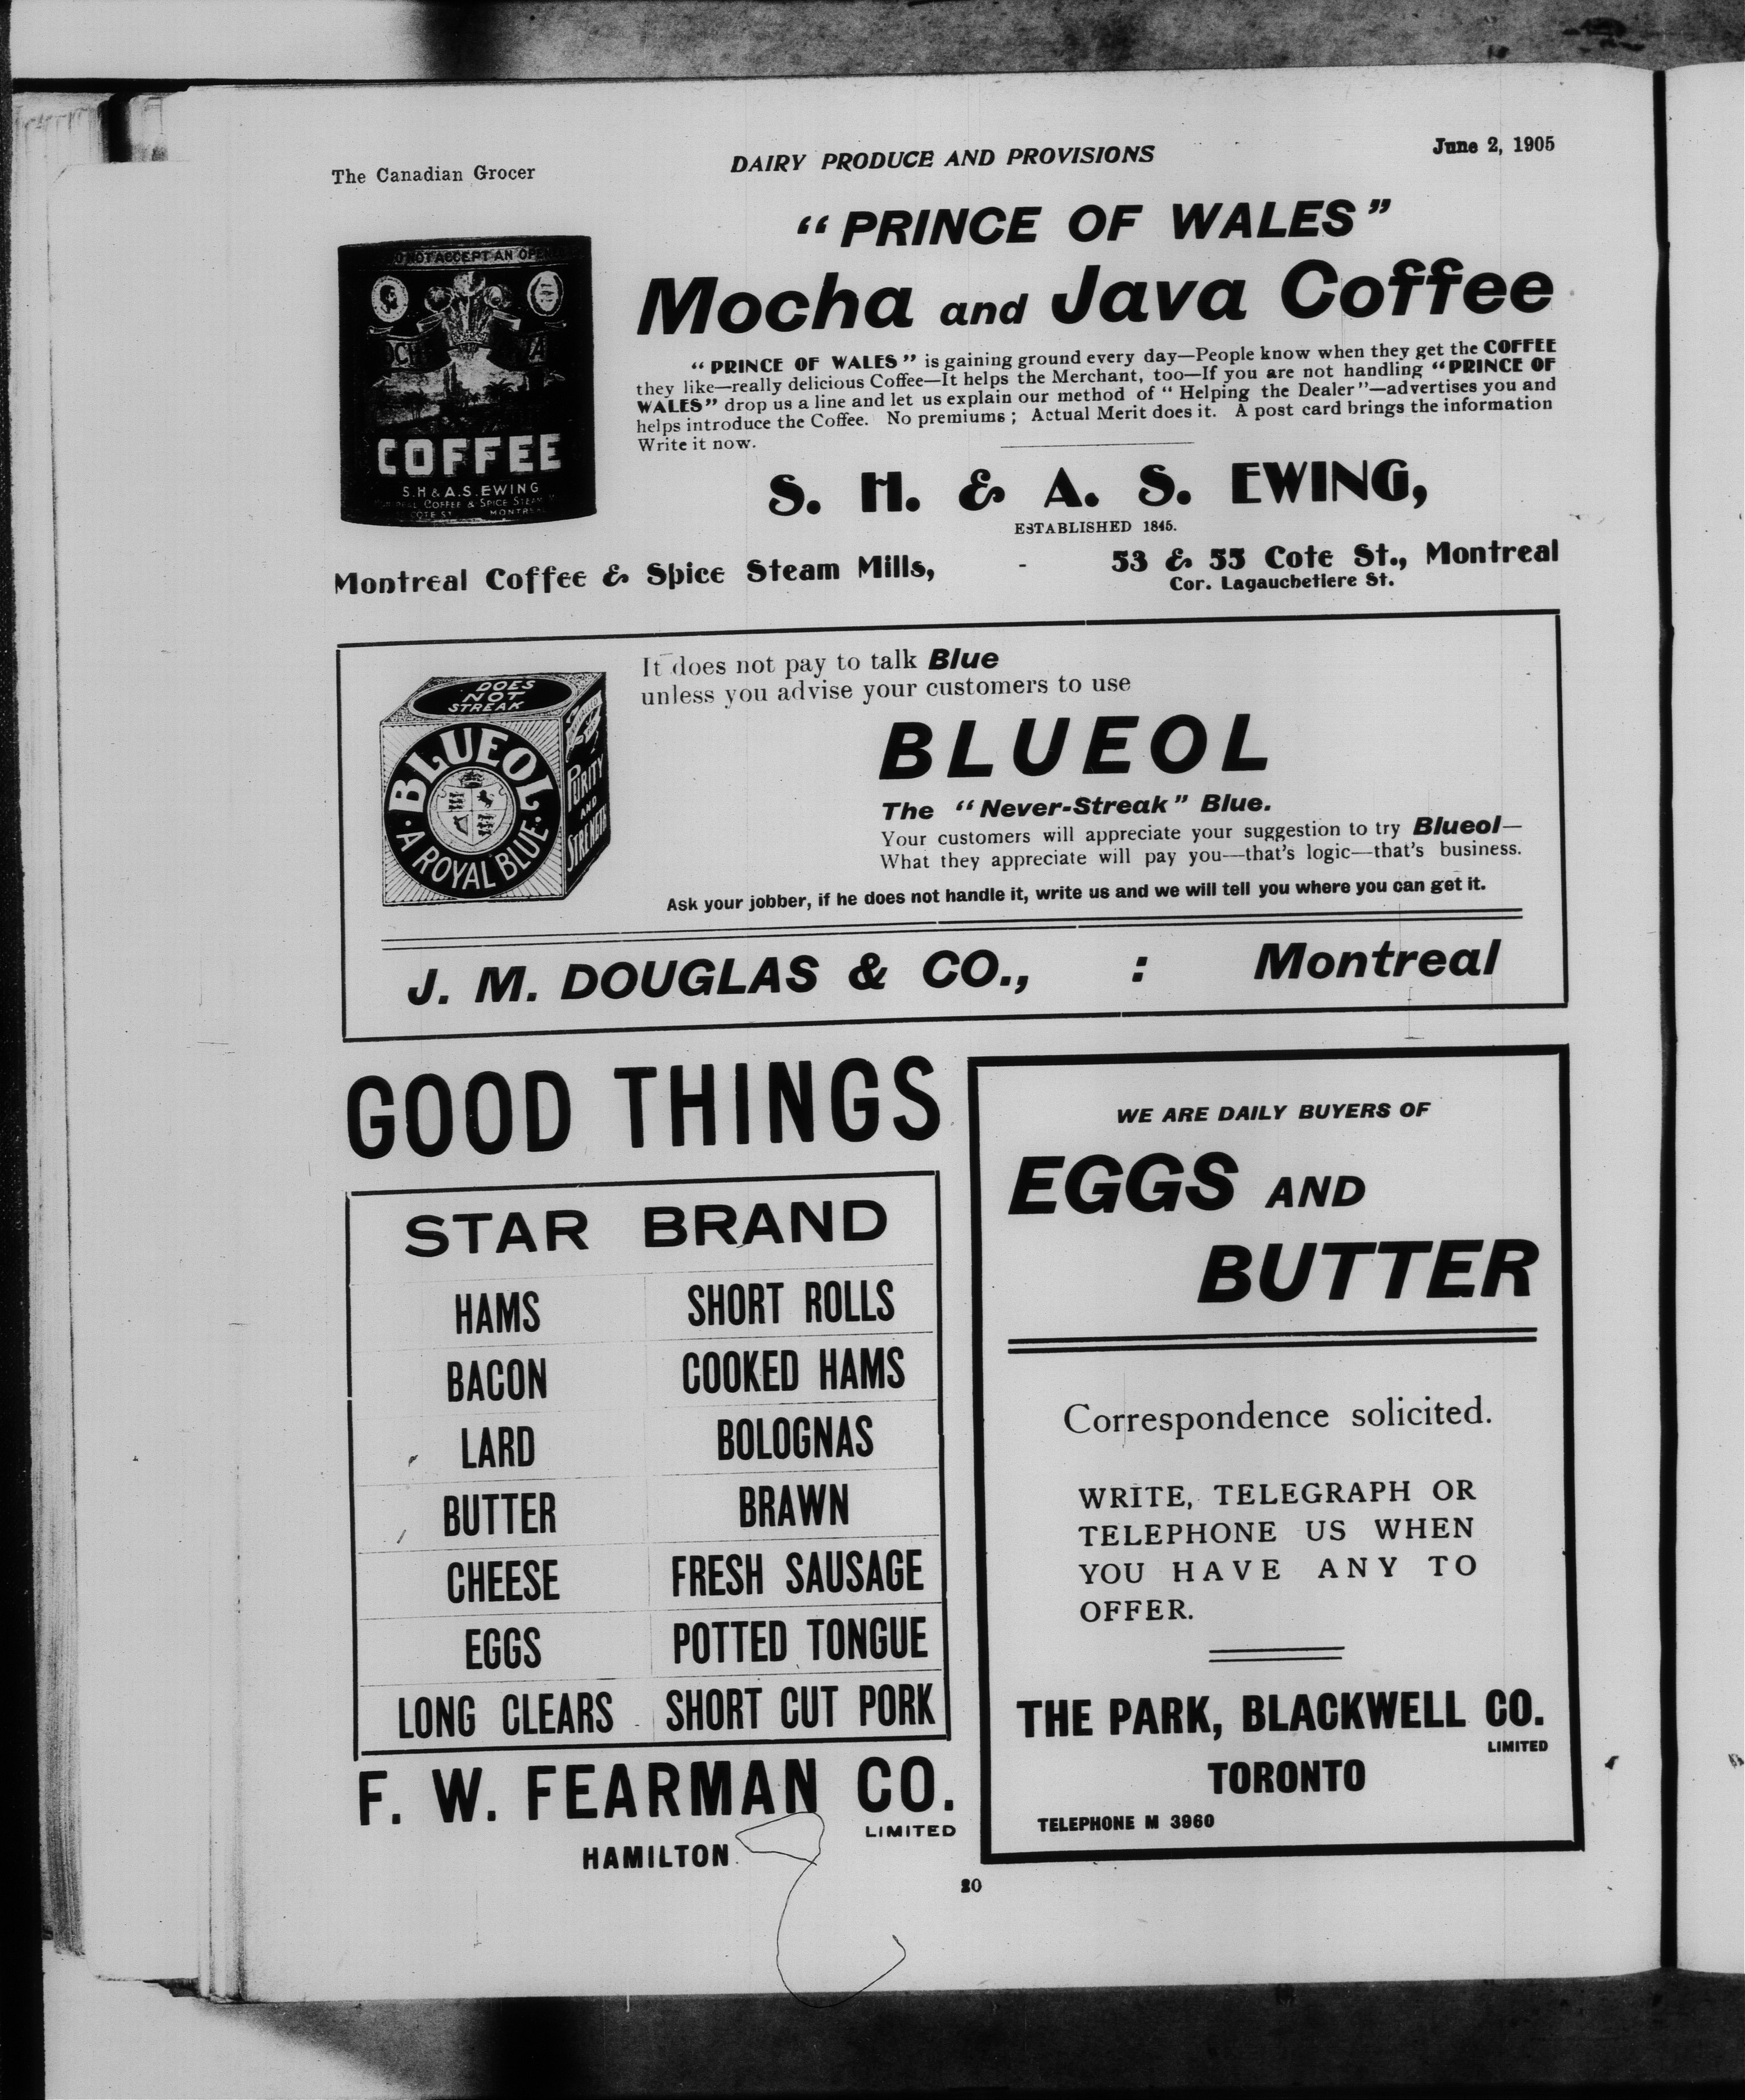 The Canadian Grocer
DAIRY PRODUCE AND PROVISIONS
June 2, 1905
NOT ACCEPT AN
COFFEE
S.H & A.S. EWING
COFFEE & SPICE STEAM
COTE ST. MONTR
"PRINCE OF WALES"
Mocha and Java Coffee
"PRINCE OF WALES" is gaining ground every day—People know when they get the COFFEE
they like—really delicious Coffee—It helps the Merchant, too—If you are not handling "PRINCE OF
WALES" drop us a line and let us explain our method of "Helping the Dealer"—advertises you and
helps introduce the Coffee. No premiums; Actual Merit does it. A post card brings the information
Write it now.
S. H. & A. S. EWING,
ESTABLISHED 1845.
Montreal Coffee & Spice Steam Mills, - 53 & 55 Cote St., Montreal
Cor. Lagauchetiere St.
DOES
NOT
STREAK
BLUEOL
A ROYAL BLUE
PURITY
AND
STRENGTH
It does not pay to talk Blue
unless you advise your customers to use
BLUEOL
The "Never-Streak" Blue.
Your customers will appreciate your suggestion to try Blueol—
What they appreciate will pay you—that's logic—that's business.
Ask your jobber, if he does not handle it, write us and we will tell you where you can get it.
J. M. DOUGLAS & CO., : Montreal
GOOD THINGS
STAR BRAND
HAMS SHORT ROLLS
BACON COOKED HAMS
LARD BOLOGNAS
BUTTER BRAWN
CHEESE FRESH SAUSAGE
EGGS POTTED TONGUE
LONG CLEARS SHORT CUT PORK
F. W. FEARMAN CO.
LIMITED
HAMILTON
WE ARE DAILY BUYERS OF
EGGS AND
BUTTER
Correspondence solicited.
WRITE, TELEGRAPH OR
TELEPHONE US WHEN
YOU HAVE ANY TO
OFFER.
THE PARK, BLACKWELL CO.
LIMITED
TORONTO
TELEPHONE M 3960
20